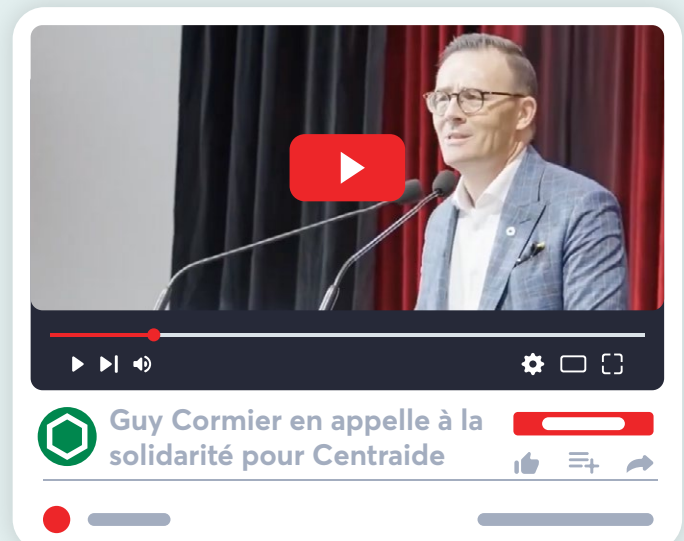 Guy Cormier en appelle à la
solidarité pour Centraide